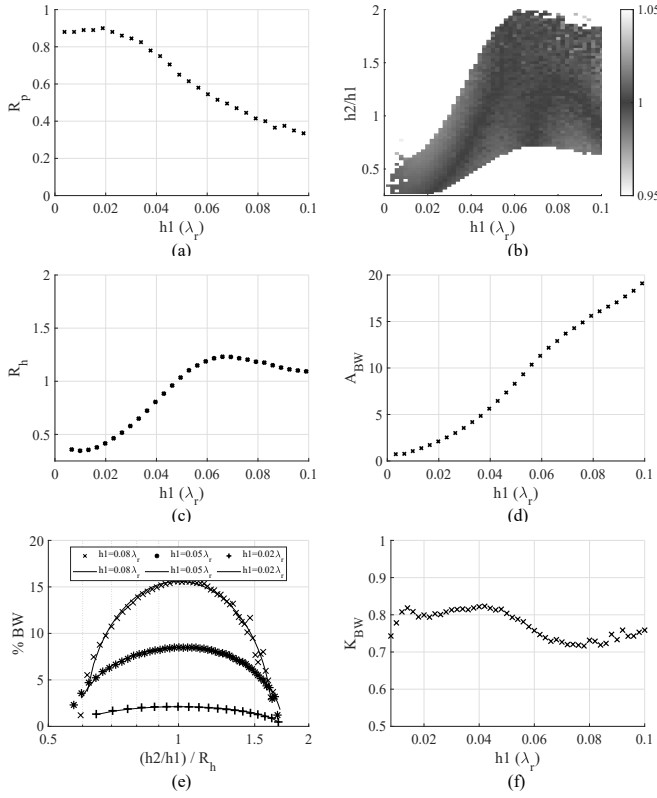 1
0.8
0.6
0.4
0.2
0
R_p
0 0.02 0.04 0.06 0.08 0.1
h1 (λ_r)
(a)
2
1.5
1
0.5
h2/h1
0 0.02 0.04 0.06 0.08 0.1
h1 (λ_r)
(b)
1.05
1
0.95
2
1.5
1
0.5
R_h
0 0.02 0.04 0.06 0.08 0.1
h1 (λ_r)
(c)
20
15
10
5
0
A_BW
0 0.02 0.04 0.06 0.08 0.1
h1 (λ_r)
(d)
20
15
10
5
0
% BW
h1=0.08λ_r h1=0.05λ_r h1=0.02λ_r
h1=0.08λ_r h1=0.05λ_r h1=0.02λ_r
0.5 1 1.5 2
(h2/h1) / R_h
(e)
1
0.9
0.8
0.7
0.6
0.5
K_BW
0.02 0.04 0.06 0.08 0.1
h1 (λ_r)
(f)